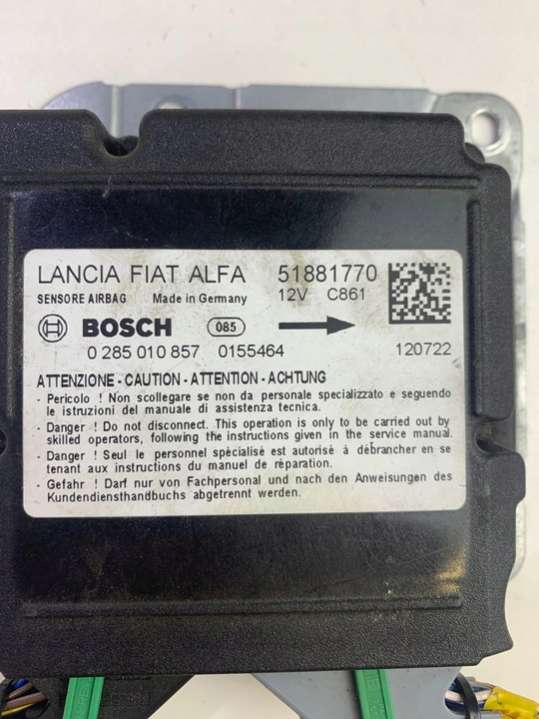 LANCIA FIAT ALFA 51881770
SENSORE AIRBAG Made in Germany 12V C861
BOSCH 085
0 285 010 857 0155464 120722
ATTENZIONE - CAUTION - ATTENTION - ACHTUNG
- Pericolo ! Non scollegare se non da personale specializzato e seguendo
le istruzioni del manuale di assistenza tecnica.
- Danger ! Do not disconnect. This operation is only to be carried out by
skilled operators, following the instructions given in the service manual.
- Danger ! Seul le personnel spécialisé est autorisé à débrancher en se
tenant aux instructions du manuel de réparation.
- Gefahr ! Darf nur von Fachpersonal und nach den Anweisungen des
Kundendiensthandbuchs abgetrennt werden.